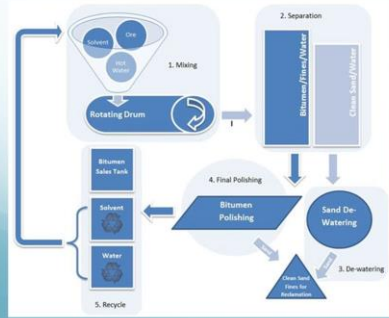 Solvent
Ore
Hot
Water
1. Mixing
Rotating Drum
2. Separation
Bitumen/Fines/Water
Clean Sand/Water
Bitumen
Sales Tank
Solvent
Water
5. Recycle
4. Final Polishing
Bitumen
Polishing
Sand De-
Watering
3. De-watering
Clean Sand
Fines for
Reclamation